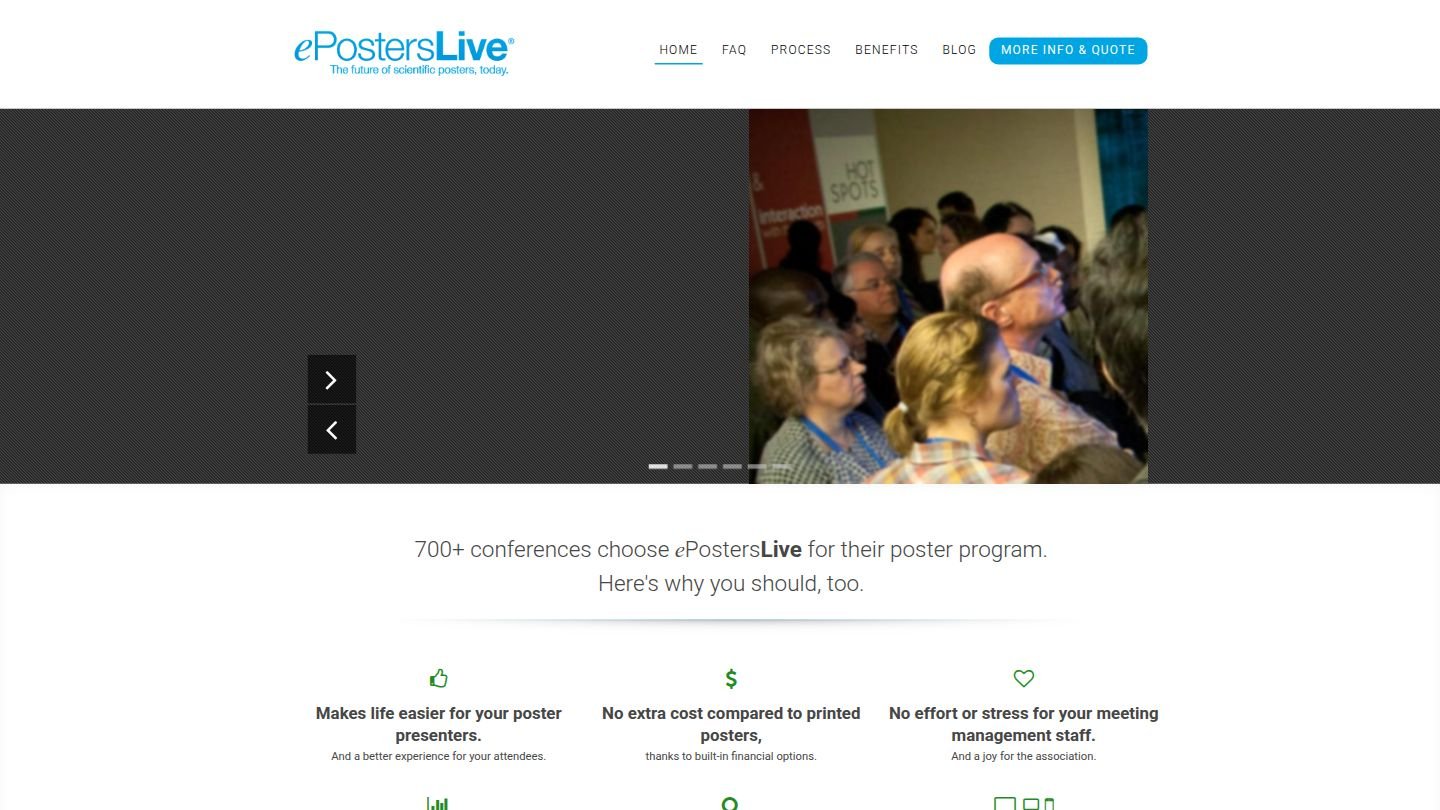 ePostersLive®
The future of scientific posters, today.
HOME FAQ PROCESS BENEFITS BLOG MORE INFO & QUOTE
&
interaction
HOT
SPOTS
700+ conferences choose ePostersLive for their poster program.
Here's why you should, too.
Makes life easier for your poster
presenters.
And a better experience for your attendees.
No extra cost compared to printed
posters,
thanks to built-in financial options.
No effort or stress for your meeting
management staff.
And a joy for the association.